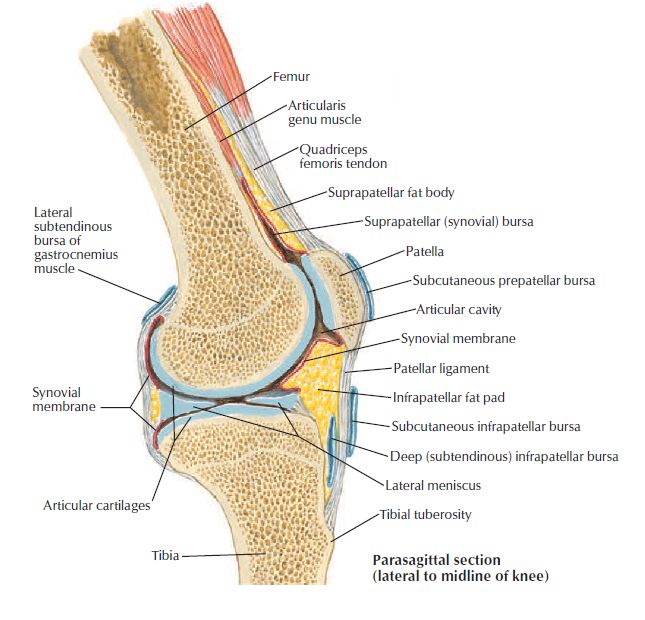 Femur
Articularis
genu muscle
Quadriceps
femoris tendon
Suprapatellar fat body
Lateral
subtendinous
bursa of
gastrocnemius
muscle
Suprapatellar (synovial) bursa
Patella
Subcutaneous prepatellar bursa
Articular cavity
Synovial membrane
Patellar ligament
Synovial
membrane
Infrapatellar fat pad
Subcutaneous infrapatellar bursa
Deep (subtendinous) infrapatellar bursa
Lateral meniscus
Articular cartilages
Tibial tuberosity
Tibia
Parasagittal section
(lateral to midline of knee)